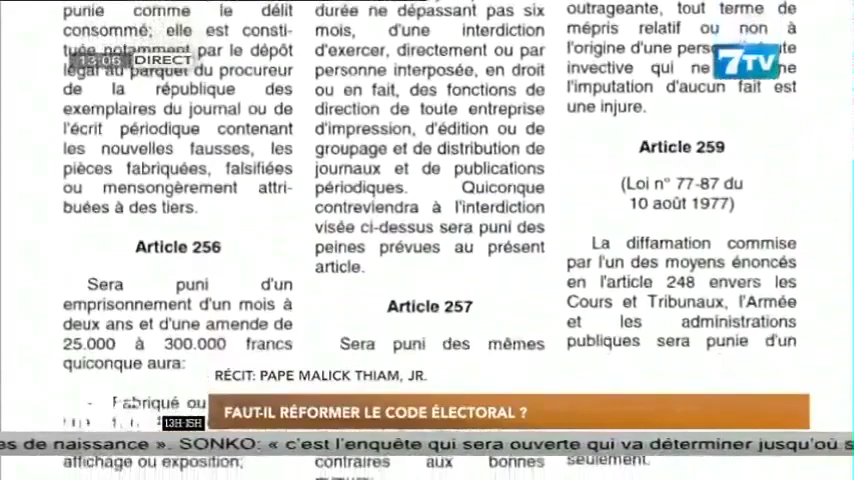 punie comme le délit
consommé; elle est consti-
tuée notamment par le dépôt
légal au parquet du procureur
de la république des
exemplaires du journal ou de
l'écrit périodique contenant
les nouvelles fausses, les
pièces fabriquées, falsifiées
ou mensongèrement attri-
buées à des tiers.
Article 256
Sera puni d'un
emprisonnement d'un mois à
deux ans et d'une amende de
25.000 à 300.000 francs
quiconque aura:
- Fabriqué ou
affichage ou exposition;
durée ne dépassant pas six
mois, d'une interdiction
d'exercer, directement ou par
personne interposée, en droit
ou en fait, des fonctions de
direction de toute entreprise
d'impression, d'édition ou de
groupage et de distribution de
journaux et de publications
périodiques. Quiconque
contreviendra à l'interdiction
visée ci-dessus sera puni des
peines prévues au présent
article.
Article 257
Sera puni des mêmes
contraires aux bonnes
outrageante, tout terme de
mépris relatif ou non à
l'origine d'une
invective qui ne
l'imputation d'aucun fait est
une injure.
Article 259
(Loi n° 77-87 du
10 août 1977)
La diffamation commise
par l'un des moyens énoncés
en l'article 248 envers les
Cours et Tribunaux, l'Armée
et les administrations
publiques sera punie d'un
seulement.
13:06 DIRECT
7TV
RÉCIT: PAPE MALICK THIAM, JR.
FAUT-IL RÉFORMER LE CODE ÉLECTORAL ?
13H-15H
as de naissance ». SONKO: « c'est l'enquête qui sera ouverte qui va déterminer jusqu'où s